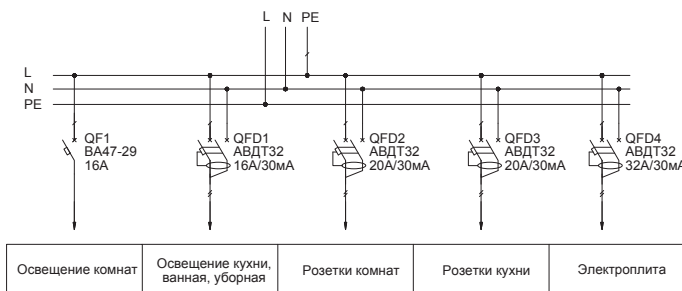 L N PE
L
N
PE
QF1
ВА47-29
16А
QFD1
АВДТ32
16А/30мА
QFD2
АВДТ32
20А/30мА
QFD3
АВДТ32
20А/30мА
QFD4
АВДТ32
32А/30мА
Освещение комнат
Освещение кухни,
ванная, уборная
Розетки комнат
Розетки кухни
Электроплита